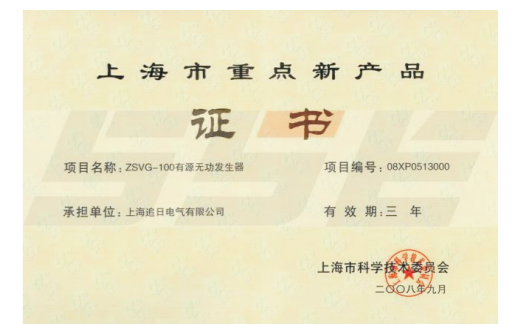 上海市重点新产品
证书
项目名称：ZSVG-100有源无功发生器 项目编号：08XP0513000
承担单位：上海追日电气有限公司 有效期：三年
上海市科学技术委员会
二〇〇八年九月